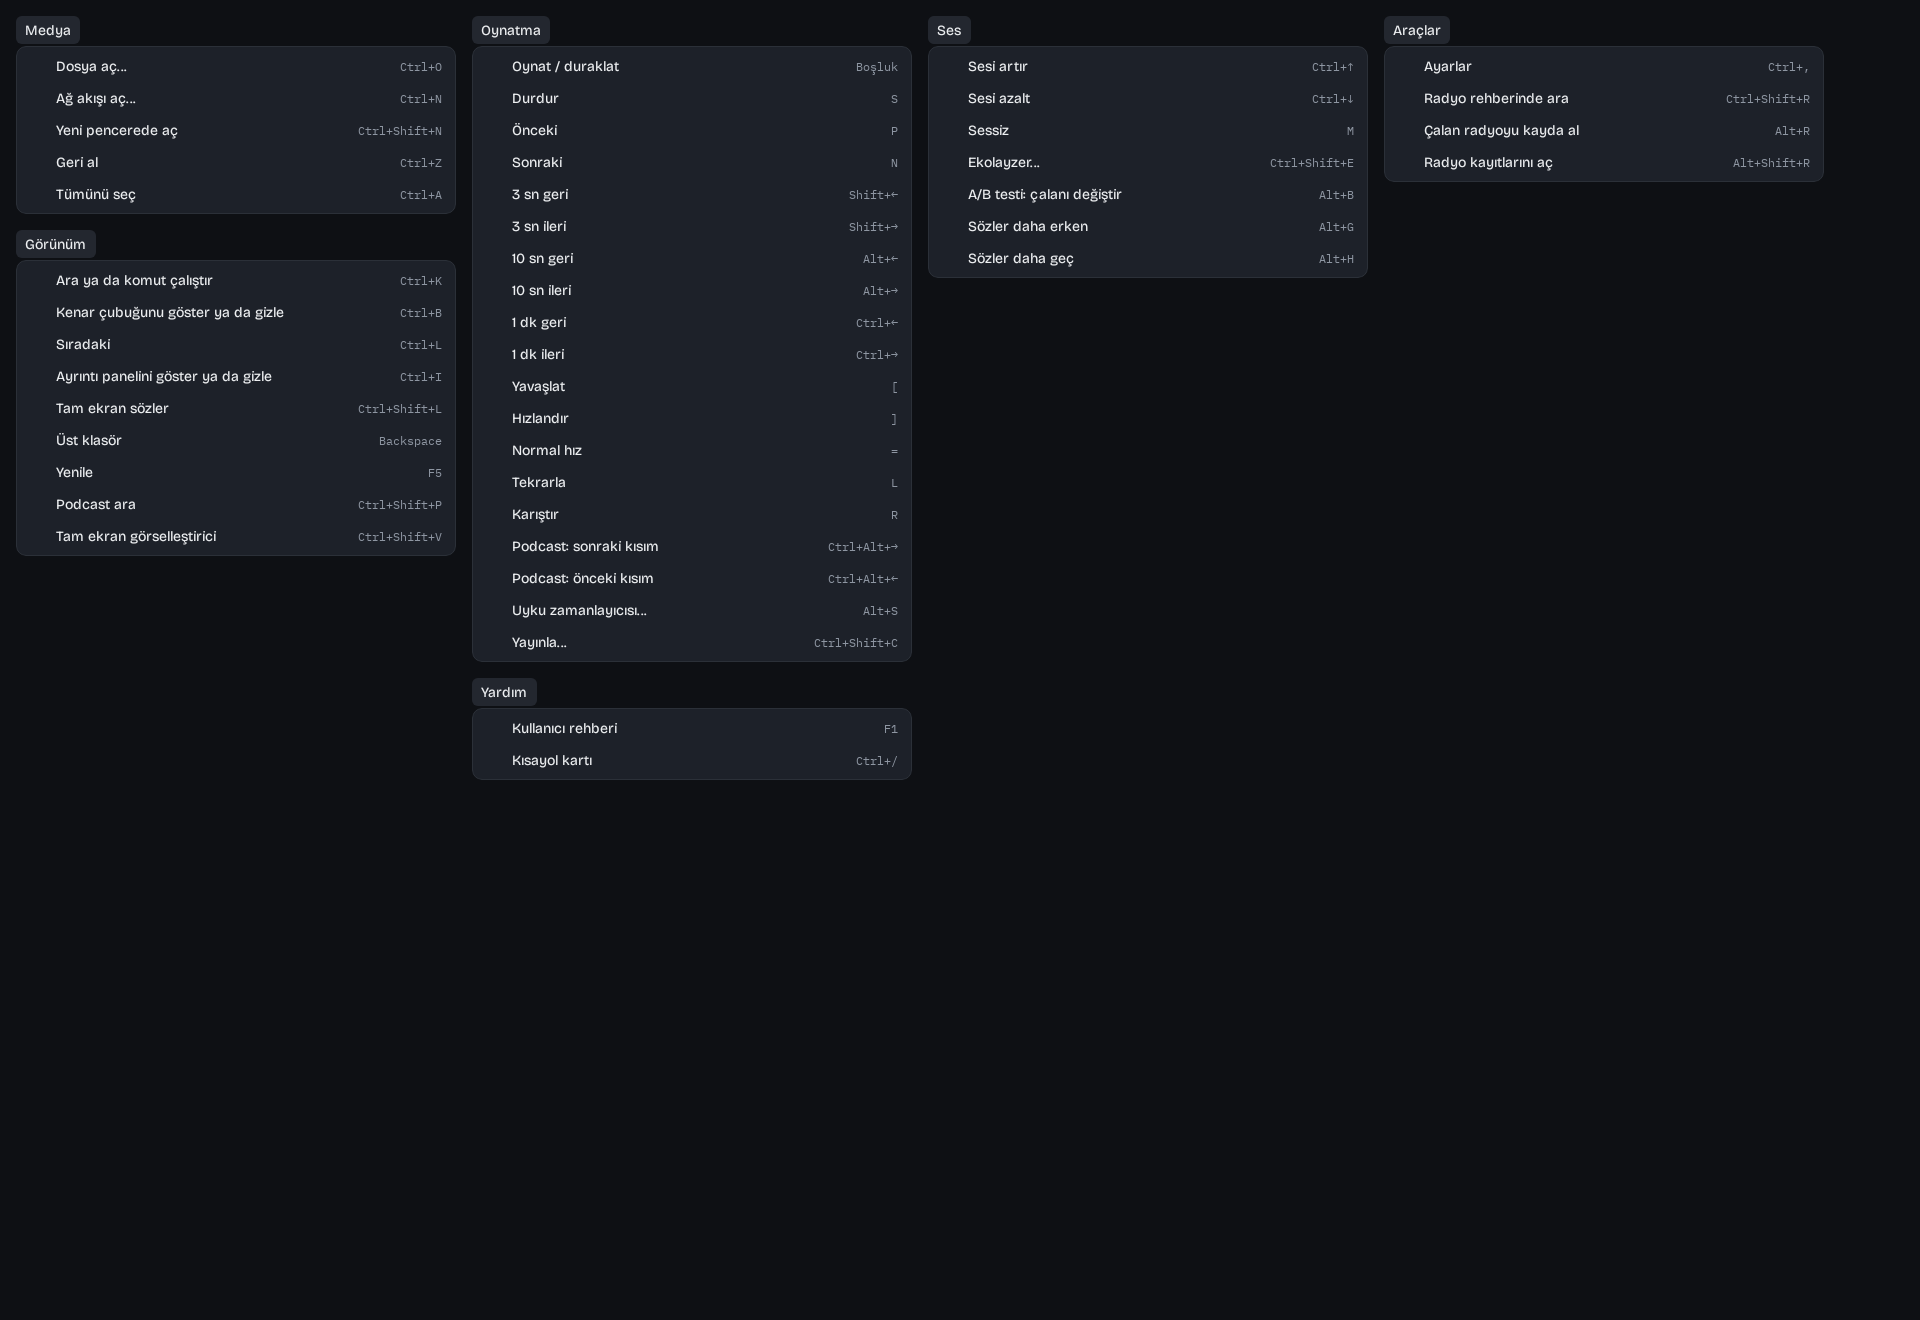 Medya
Dosya aç... Ctrl+O
Ağ akışı aç... Ctrl+N
Yeni pencerede aç Ctrl+Shift+N
Geri al Ctrl+Z
Tümünü seç Ctrl+A
Görünüm
Ara ya da komut çalıştır Ctrl+K
Kenar çubuğunu göster ya da gizle Ctrl+B
Sıradaki Ctrl+L
Ayrıntı panelini göster ya da gizle Ctrl+I
Tam ekran sözler Ctrl+Shift+L
Üst klasör Backspace
Yenile F5
Podcast ara Ctrl+Shift+P
Tam ekran görselleştirici Ctrl+Shift+V
Oynatma
Oynat / duraklat Boşluk
Durdur S
Önceki P
Sonraki N
3 sn geri Shift+←
3 sn ileri Shift+→
10 sn geri Alt+←
10 sn ileri Alt+→
1 dk geri Ctrl+←
1 dk ileri Ctrl+→
Yavaşlat [
Hızlandır ]
Normal hız =
Tekrarla L
Karıştır R
Podcast: sonraki kısım Ctrl+Alt+→
Podcast: önceki kısım Ctrl+Alt+←
Uyku zamanlayıcısı... Alt+S
Yayınla... Ctrl+Shift+C
Yardım
Kullanıcı rehberi F1
Kısayol kartı Ctrl+/
Ses
Sesi artır Ctrl+↑
Sesi azalt Ctrl+↓
Sessiz M
Ekolayzer... Ctrl+Shift+E
A/B testi: çalanı değiştir Alt+B
Sözler daha erken Alt+G
Sözler daha geç Alt+H
Araçlar
Ayarlar Ctrl+,
Radyo rehberinde ara Ctrl+Shift+R
Çalan radyoyu kayda al Alt+R
Radyo kayıtlarını aç Alt+Shift+R